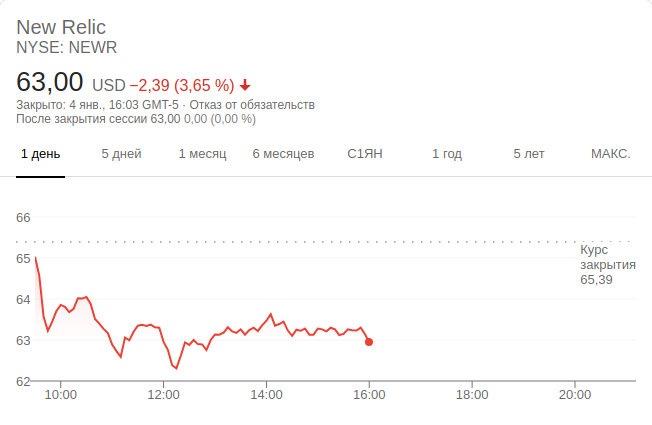 New Relic
NYSE: NEWR
63,00 USD −2,39 (3,65 %)
Закрыто: 4 янв., 16:03 GMT-5 · Отказ от обязательств
После закрытия сессии 63,00 0,00 (0,00 %)
1 день 5 дней 1 месяц 6 месяцев С1ЯН 1 год 5 лет МАКС.
66
Курс
закрытия
65,39
65
64
63
62
10:00 12:00 14:00 16:00 18:00 20:00